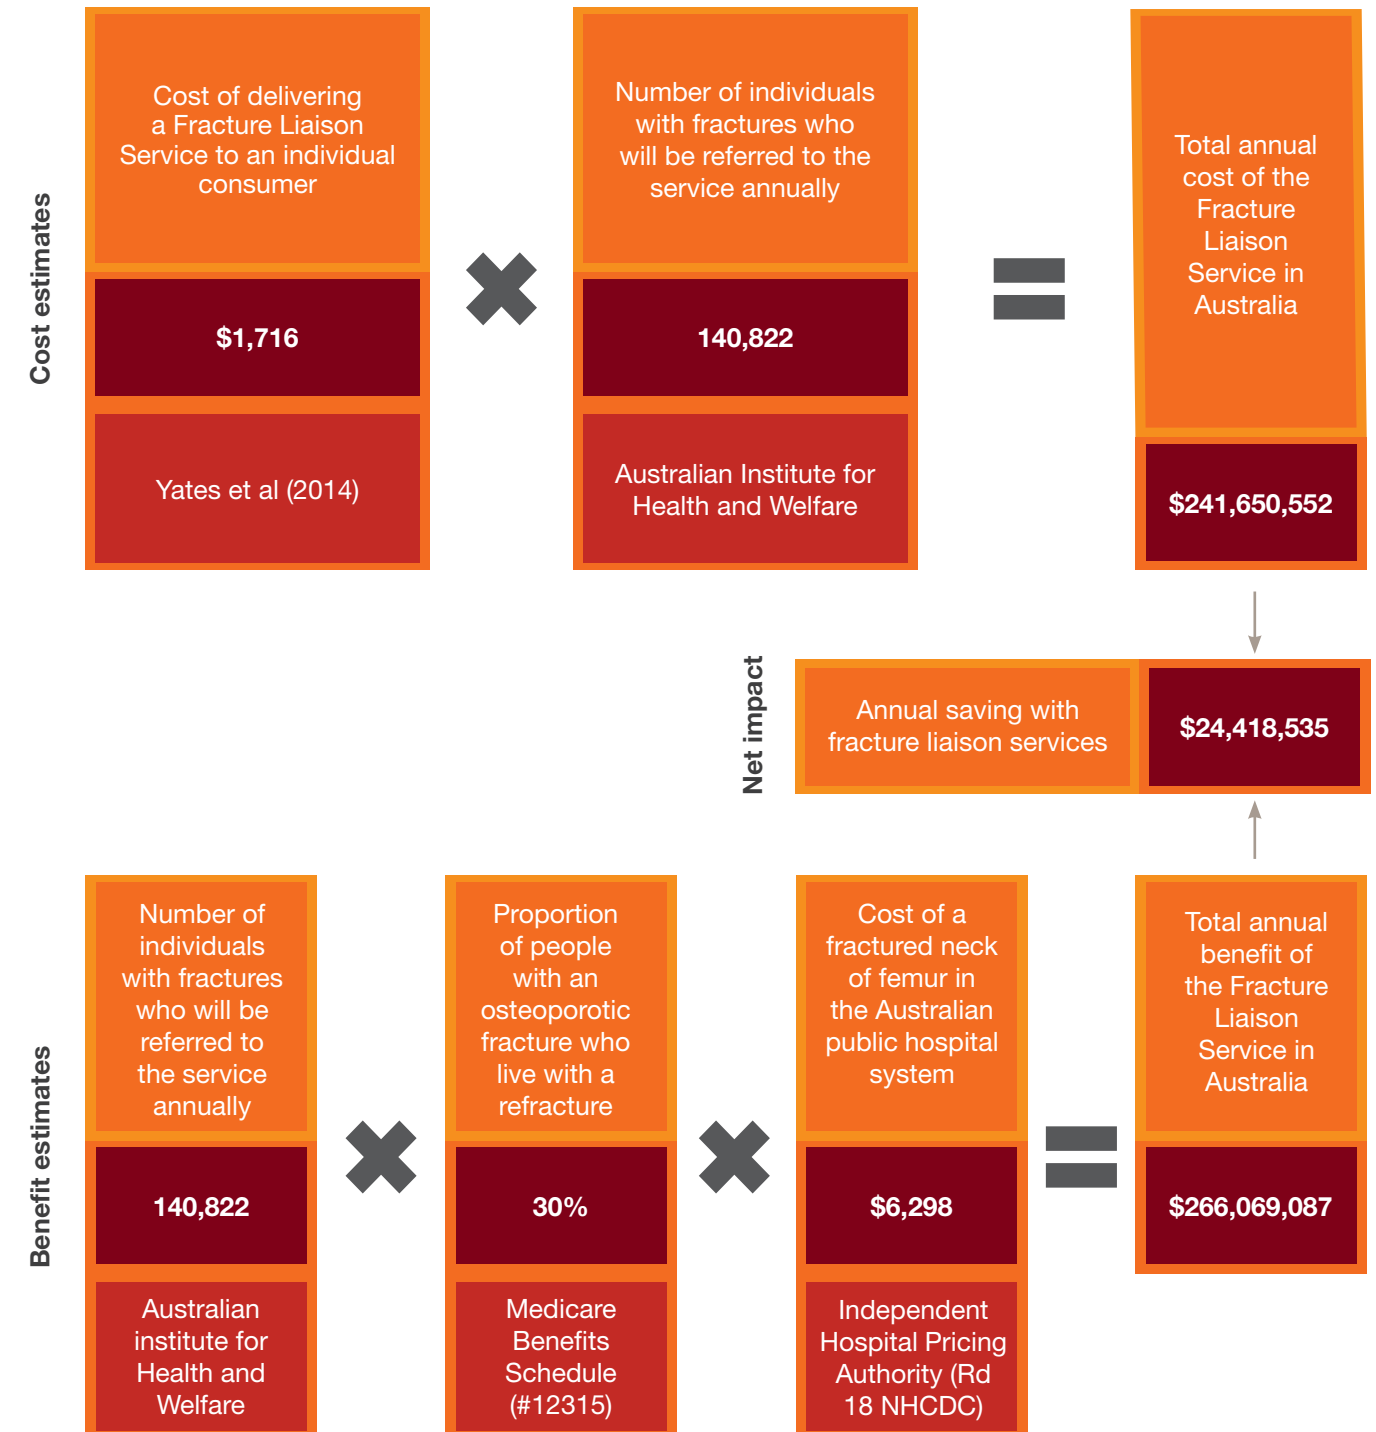 Cost estimates
Cost of delivering
a Fracture Liaison
Service to an individual
consumer
$1,716
Yates et al (2014)
Number of individuals
with fractures who
will be referred to the
service annually
140,822
Australian Institute for
Health and Welfare
Total annual
cost of the
Fracture
Liaison
Service in
Australia
$241,650,552
Net impact
Annual saving with
fracture liaison services
$24,418,535
Benefit estimates
Number of
individuals
with fractures
who will be
referred to
the service
annually
140,822
Australian
institute for
Health and
Welfare
Proportion
of people
with an
osteoporotic
fracture who
live with a
refracture
30%
Medicare
Benefits
Schedule
(#12315)
Cost of a
fractured neck
of femur in
the Australian
public hospital
system
$6,298
Independent
Hospital Pricing
Authority (Rd
18 NHCDC)
Total annual
benefit of
the Fracture
Liaison
Service in
Australia
$266,069,087